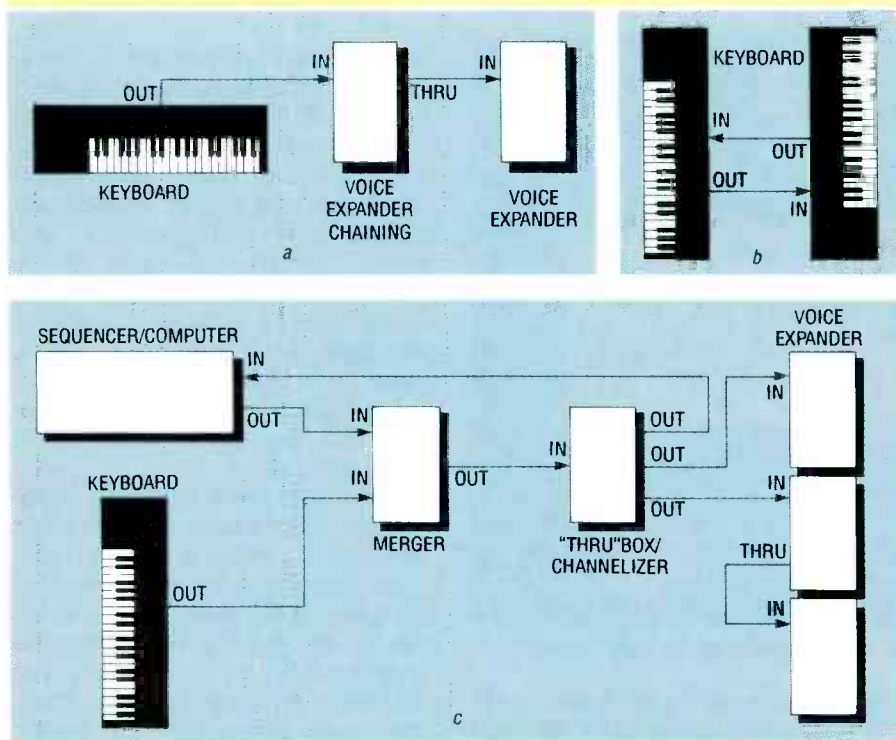 OUT
IN
THRU
IN
KEYBOARD
VOICE
EXPANDER
CHAINING
VOICE
EXPANDER
a
KEYBOARD
IN
OUT
OUT
IN
b
SEQUENCER/COMPUTER
IN
OUT
KEYBOARD
OUT
IN
IN
OUT
MERGER
IN
OUT
OUT
OUT
"THRU"BOX/
CHANNELIZER
VOICE
EXPANDER
IN
IN
THRU
IN
c